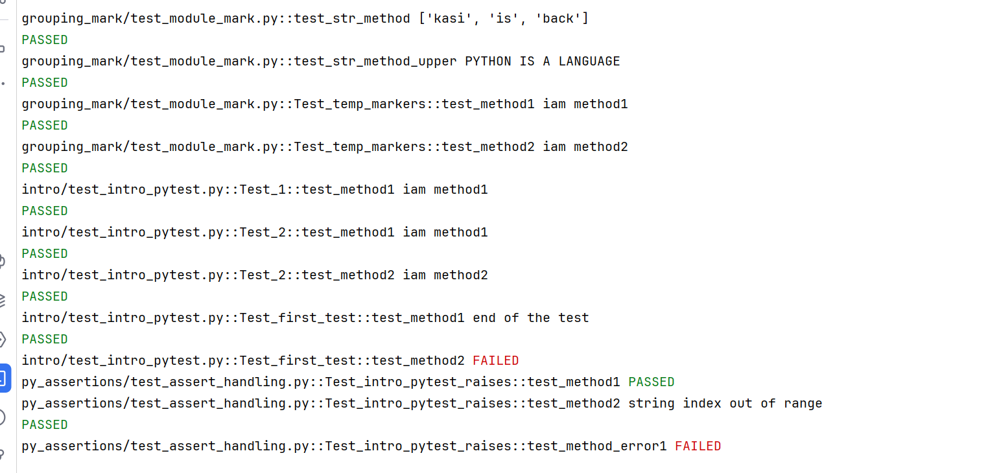 grouping_mark/test_module_mark.py::test_str_method ['kasi', 'is', 'back']
PASSED
grouping_mark/test_module_mark.py::test_str_method_upper PYTHON IS A LANGUAGE
PASSED
grouping_mark/test_module_mark.py::Test_temp_markers::test_method1 iam method1
PASSED
grouping_mark/test_module_mark.py::Test_temp_markers::test_method2 iam method2
PASSED
intro/test_intro_pytest.py::Test_1::test_method1 iam method1
PASSED
intro/test_intro_pytest.py::Test_2::test_method1 iam method1
PASSED
intro/test_intro_pytest.py::Test_2::test_method2 iam method2
PASSED
intro/test_intro_pytest.py::Test_first_test::test_method1 end of the test
PASSED
intro/test_intro_pytest.py::Test_first_test::test_method2 FAILED
py_assertions/test_assert_handling.py::Test_intro_pytest_raises::test_method1 PASSED
py_assertions/test_assert_handling.py::Test_intro_pytest_raises::test_method2 string index out of range
PASSED
py_assertions/test_assert_handling.py::Test_intro_pytest_raises::test_method_error1 FAILED